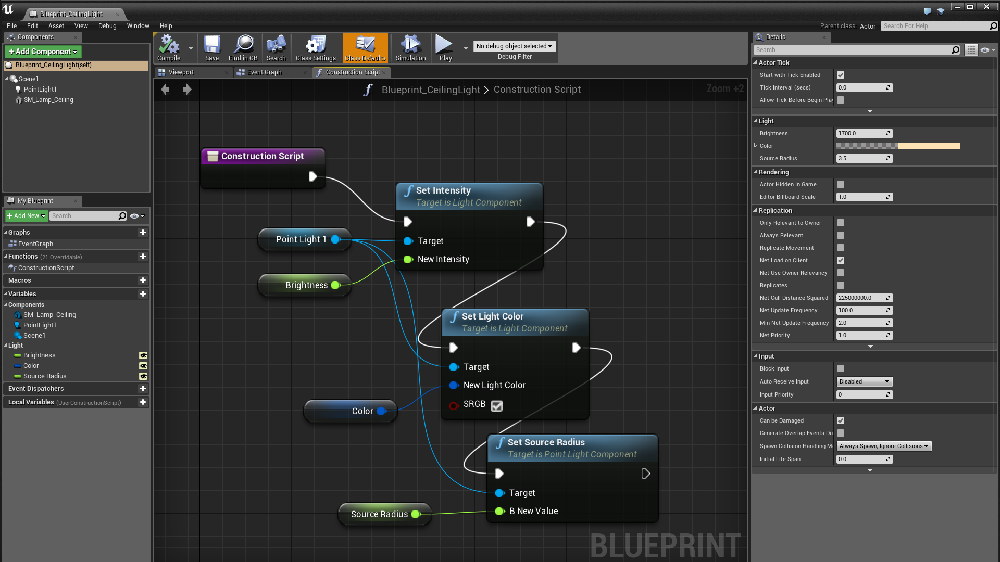 Blueprint_CeilingLight
File Edit Asset View Debug Window Help
Parent class: Actor
Search For Help
Components
+Add Component
Blueprint_CeilingLight(self)
Scene1
PointLight1
SM_Lamp_Ceiling
My Blueprint
+Add New
Search
Graphs
EventGraph
Functions (21 Overridable)
ConstructionScript
Macros
Variables
Components
SM_Lamp_Ceiling
PointLight1
Scene1
Light
Brightness
Color
Source Radius
Event Dispatchers
Local Variables (UserConstructionScript)
Compile
Save
Find in CB
Search
Class Settings
Class Defaults
Simulation
Play
No debug object selected
Debug Filter
Viewport
Event Graph
Construction Script
Blueprint_CeilingLight > Construction Script
Zoom +2
Construction Script
Set Intensity
Target is Light Component
Target
New Intensity
Point Light 1
Brightness
Set Light Color
Target is Light Component
Target
New Light Color
SRGB
Color
Set Source Radius
Target is Point Light Component
Target
B New Value
Source Radius
BLUEPRINT
Details
Search
Actor Tick
Start with Tick Enabled
Tick Interval (secs) 0.0
Allow Tick Before Begin Play
Light
Brightness 1700.0
Color
Source Radius 3.5
Rendering
Actor Hidden In Game
Editor Billboard Scale 1.0
Replication
Only Relevant to Owner
Always Relevant
Replicate Movement
Net Load on Client
Net Use Owner Relevancy
Replicates
Net Cull Distance Squared 225000000.0
Net Update Frequency 100.0
Min Net Update Frequency 2.0
Net Priority 1.0
Input
Block Input
Auto Receive Input Disabled
Input Priority 0
Actor
Can be Damaged
Generate Overlap Events Du
Spawn Collision Handling Me Always Spawn, Ignore Collisions
Initial Life Span 0.0